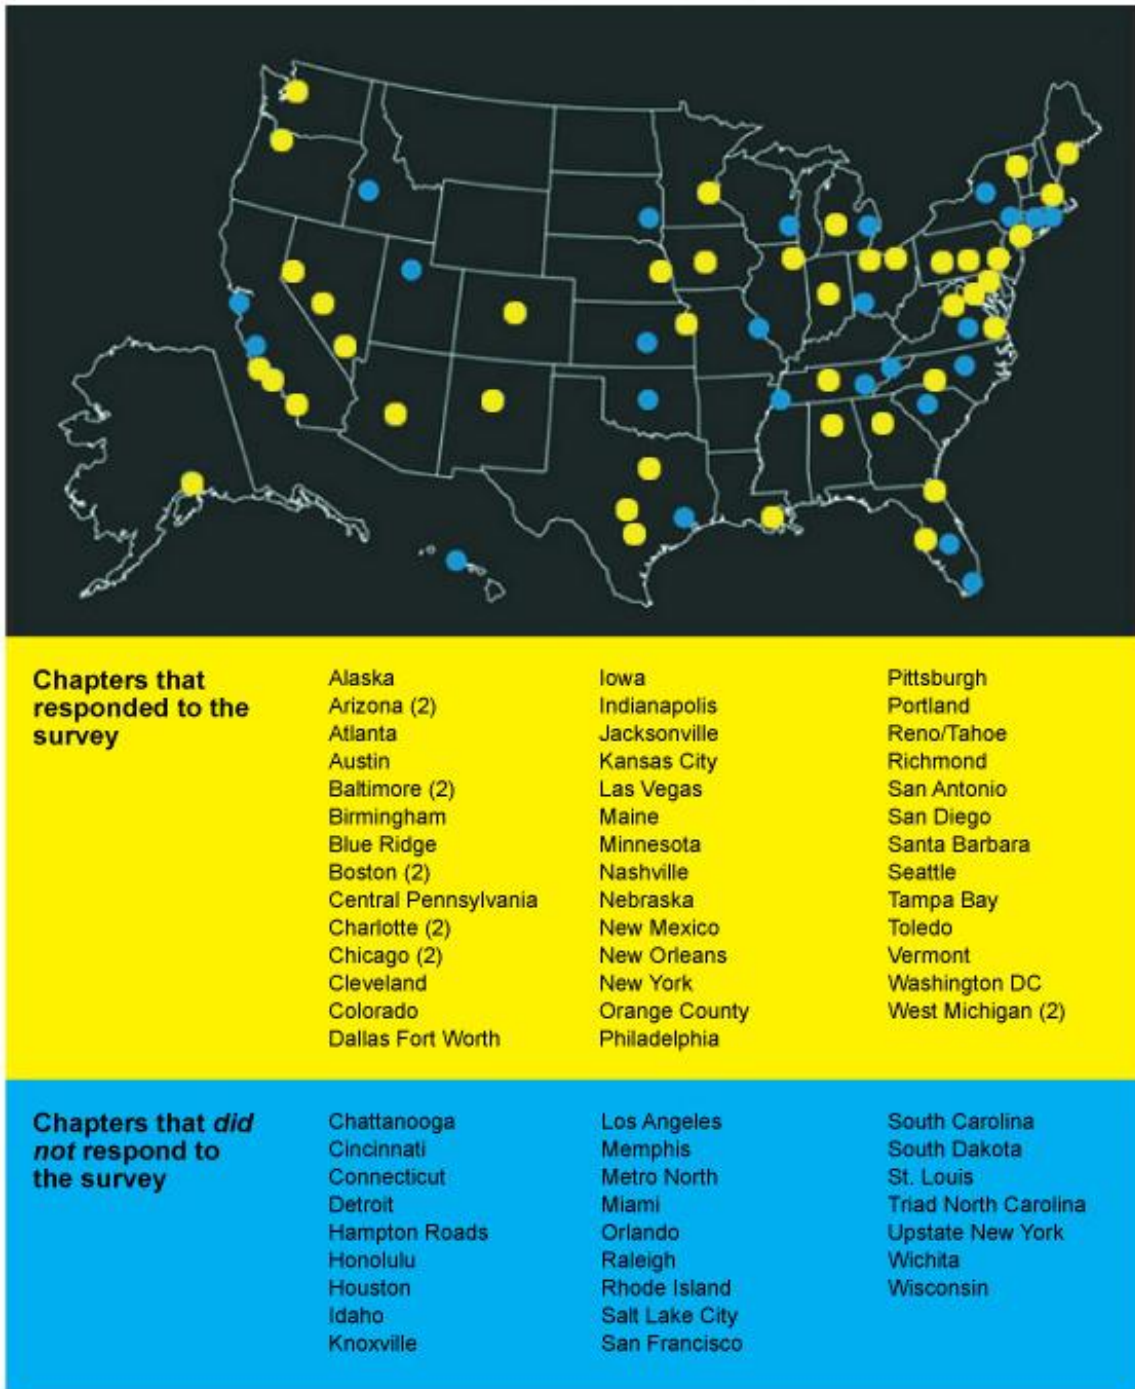 Chapters that
responded to the
survey
Alaska
Arizona (2)
Atlanta
Austin
Baltimore (2)
Birmingham
Blue Ridge
Boston (2)
Central Pennsylvania
Charlotte (2)
Chicago (2)
Cleveland
Colorado
Dallas Fort Worth
Iowa
Indianapolis
Jacksonville
Kansas City
Las Vegas
Maine
Minnesota
Nashville
Nebraska
New Mexico
New Orleans
New York
Orange County
Philadelphia
Pittsburgh
Portland
Reno/Tahoe
Richmond
San Antonio
San Diego
Santa Barbara
Seattle
Tampa Bay
Toledo
Vermont
Washington DC
West Michigan (2)
Chapters that did
not respond to
the survey
Chattanooga
Cincinnati
Connecticut
Detroit
Hampton Roads
Honolulu
Houston
Idaho
Knoxville
Los Angeles
Memphis
Metro North
Miami
Orlando
Raleigh
Rhode Island
Salt Lake City
San Francisco
South Carolina
South Dakota
St. Louis
Triad North Carolina
Upstate New York
Wichita
Wisconsin